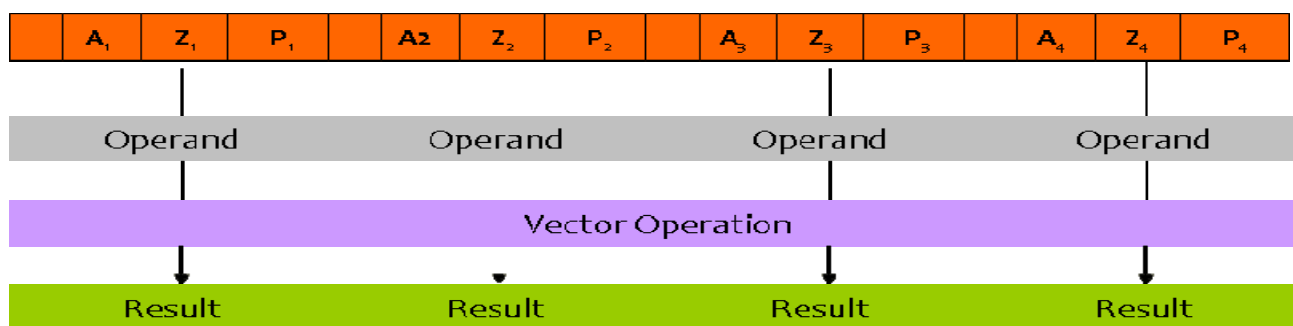 A₁ Z₁ P₁ A2 Z₂ P₂ A₃ Z₃ P₃ A₄ Z₄ P₄
Operand Operand Operand Operand
Vector Operation
Result Result Result Result